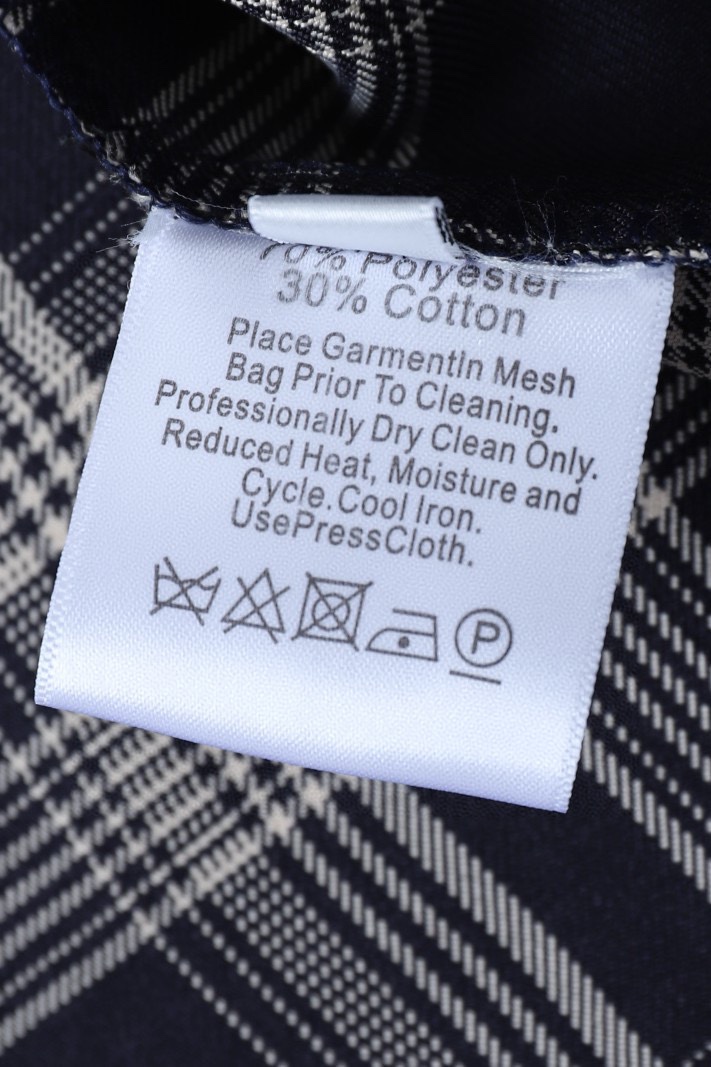 70% Polyester
30% Cotton
Place GarmentIn Mesh
Bag Prior To Cleaning.
Professionally Dry Clean Only.
Reduced Heat, Moisture and
Cycle.Cool Iron.
UsePressCloth.
P